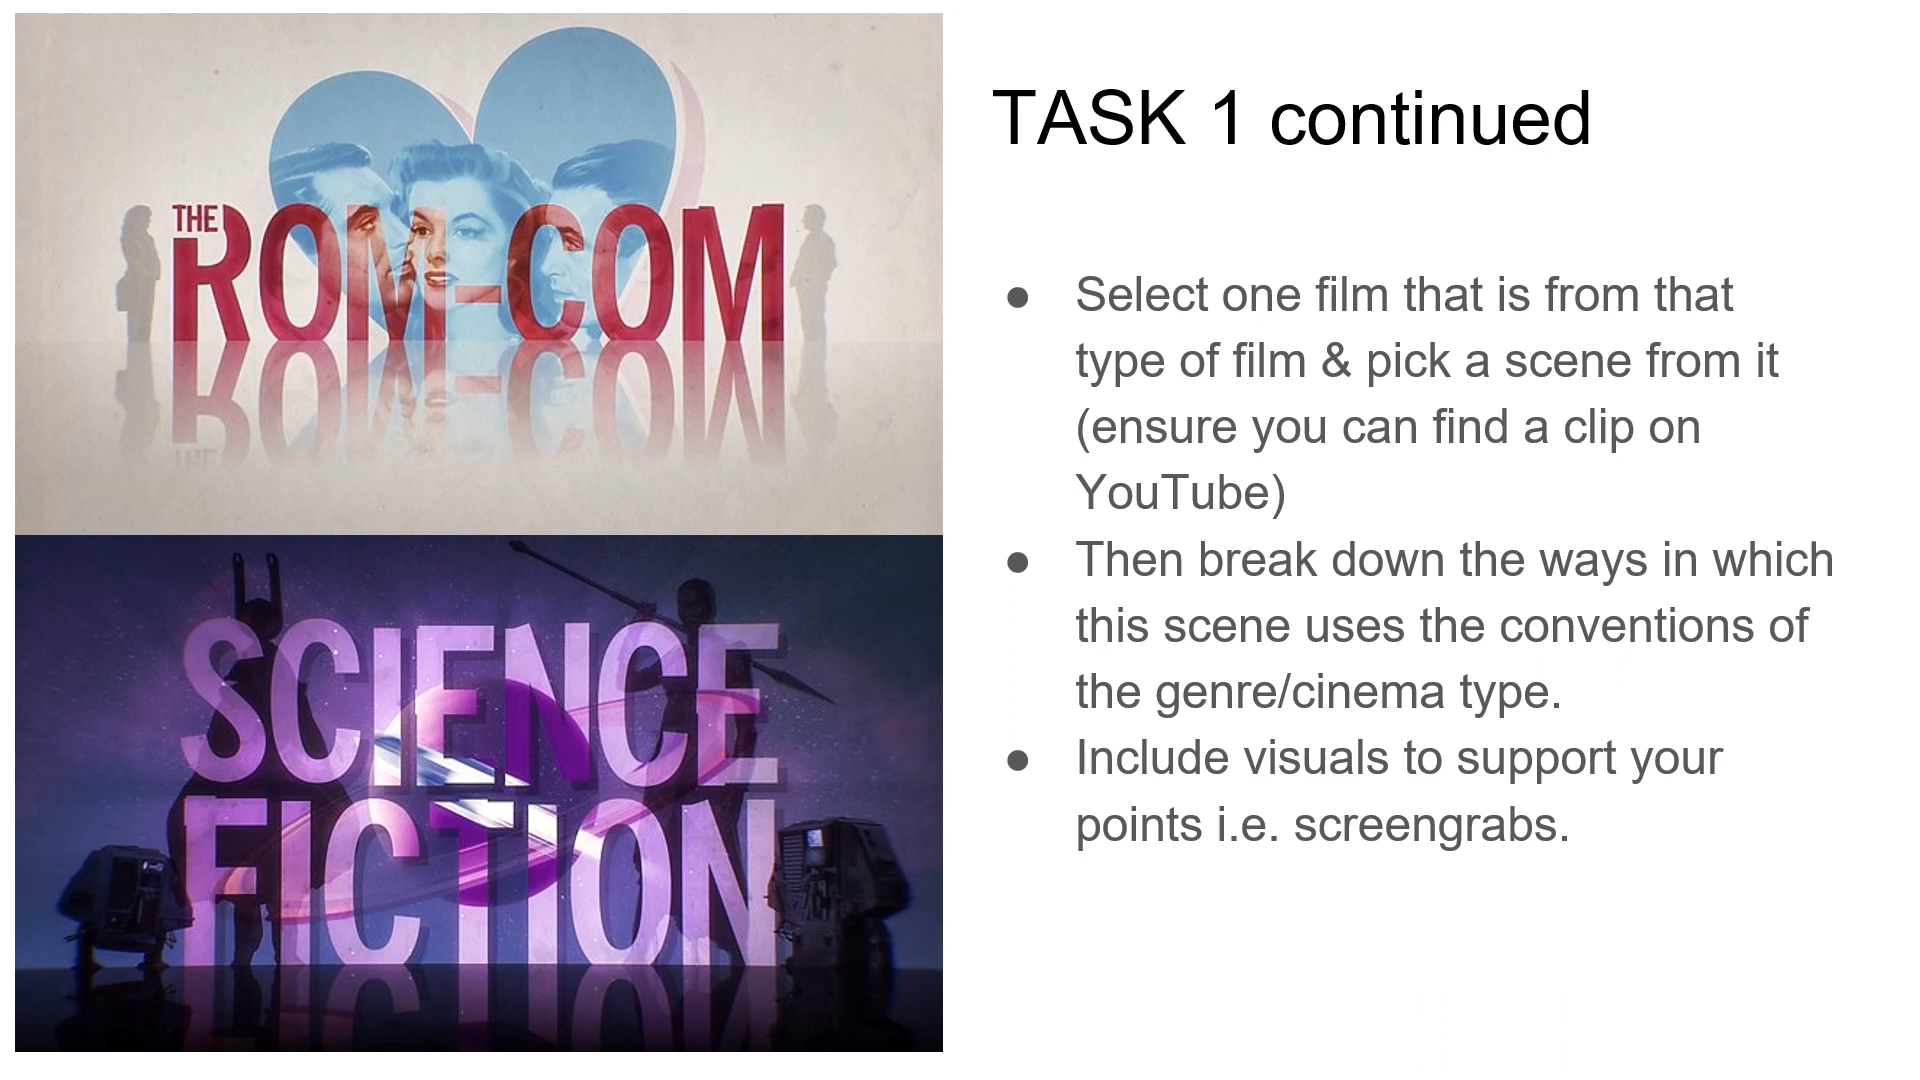 THE
ROM-COM
SCIENCE
FICTION
TASK 1 continued
● Select one film that is from that
type of film & pick a scene from it
(ensure you can find a clip on
YouTube)
● Then break down the ways in which
this scene uses the conventions of
the genre/cinema type.
● Include visuals to support your
points i.e. screengrabs.